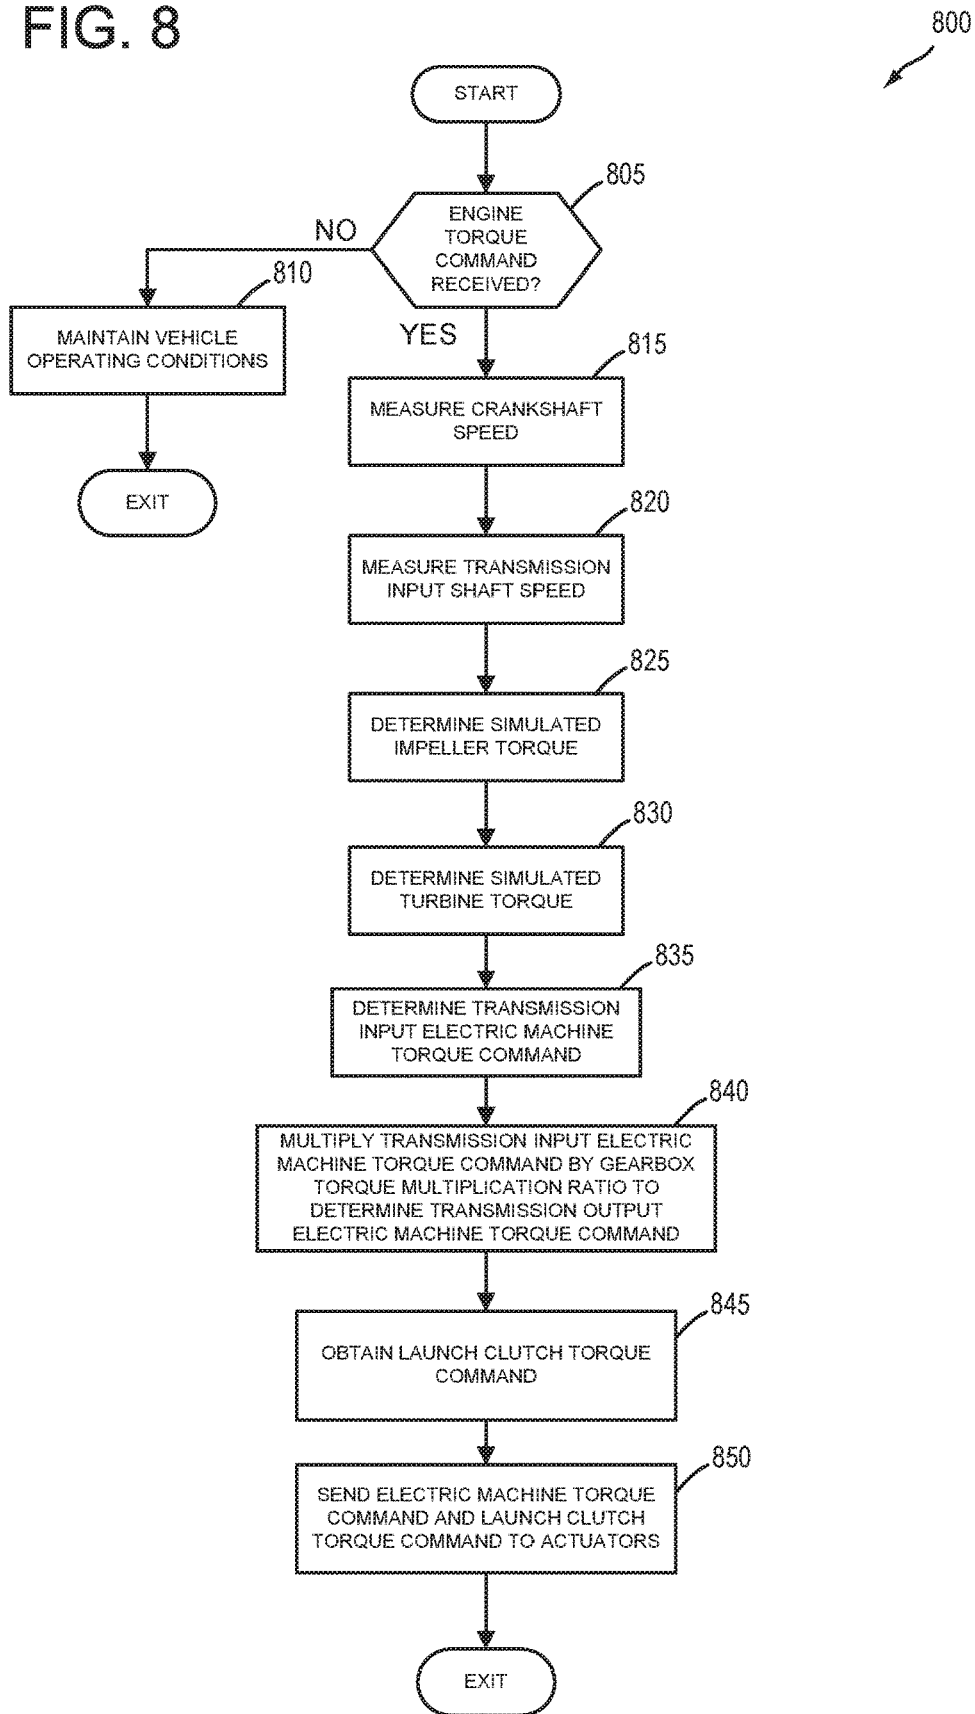 FIG. 8
800
START
805
ENGINE
TORQUE
COMMAND
RECEIVED?
NO
810
MAINTAIN VEHICLE
OPERATING CONDITIONS
EXIT
YES
815
MEASURE CRANKSHAFT
SPEED
820
MEASURE TRANSMISSION
INPUT SHAFT SPEED
825
DETERMINE SIMULATED
IMPELLER TORQUE
830
DETERMINE SIMULATED
TURBINE TORQUE
835
DETERMINE TRANSMISSION
INPUT ELECTRIC MACHINE
TORQUE COMMAND
840
MULTIPLY TRANSMISSION INPUT ELECTRIC
MACHINE TORQUE COMMAND BY GEARBOX
TORQUE MULTIPLICATION RATIO TO
DETERMINE TRANSMISSION OUTPUT
ELECTRIC MACHINE TORQUE COMMAND
845
OBTAIN LAUNCH CLUTCH TORQUE
COMMAND
850
SEND ELECTRIC MACHINE TORQUE
COMMAND AND LAUNCH CLUTCH
TORQUE COMMAND TO ACTUATORS
EXIT